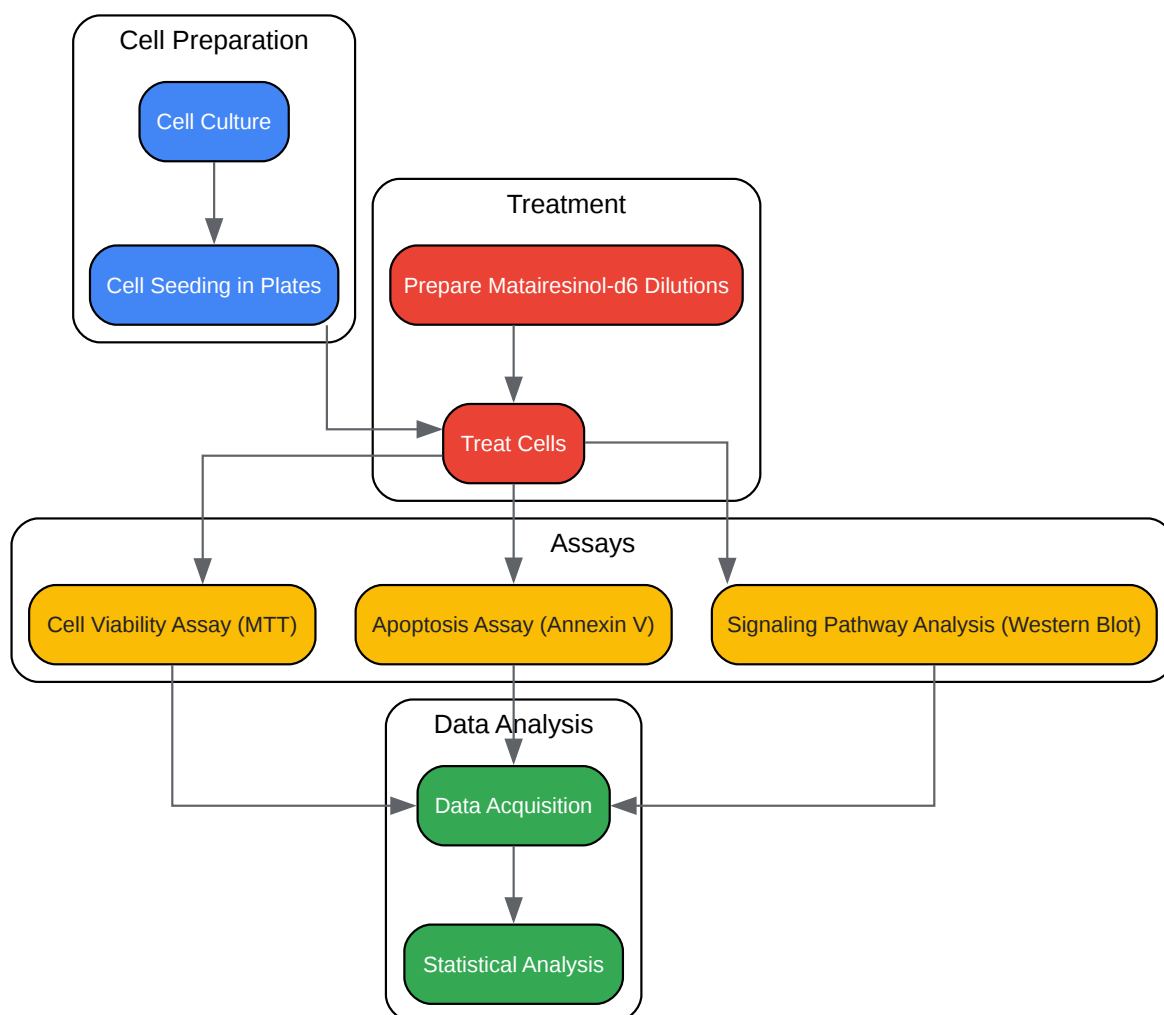 Cell Preparation
Cell Culture
Cell Seeding in Plates
Treatment
Prepare Matairesinol-d6 Dilutions
Treat Cells
Assays
Cell Viability Assay (MTT)
Apoptosis Assay (Annexin V)
Signaling Pathway Analysis (Western Blot)
Data Analysis
Data Acquisition
Statistical Analysis